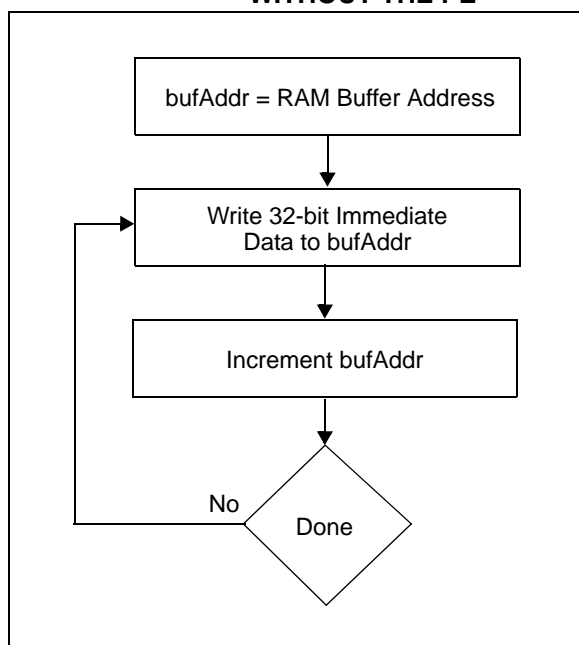 bufAddr = RAM Buffer Address
Write 32-bit Immediate
Data to bufAddr
Increment bufAddr
No
Done